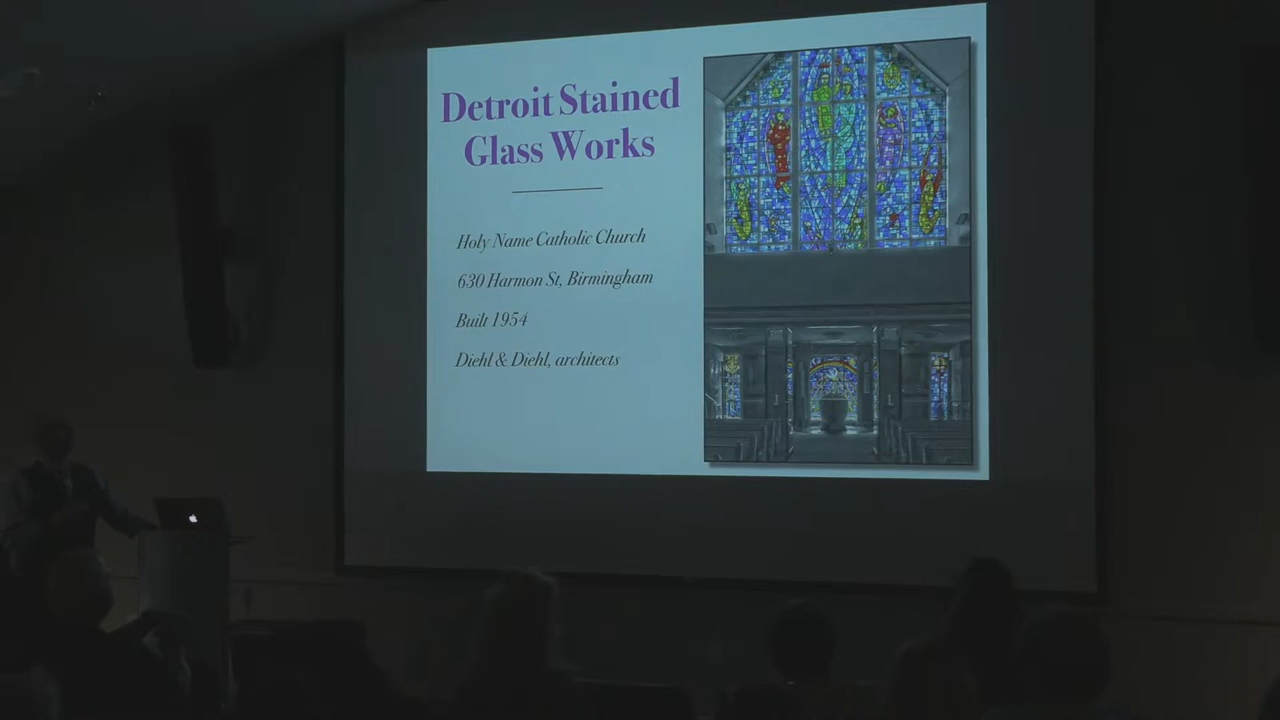 Detroit Stained
Glass Works
Holy Name Catholic Church
630 Harmon St, Birmingham
Built 1954
Diehl & Diehl, architects